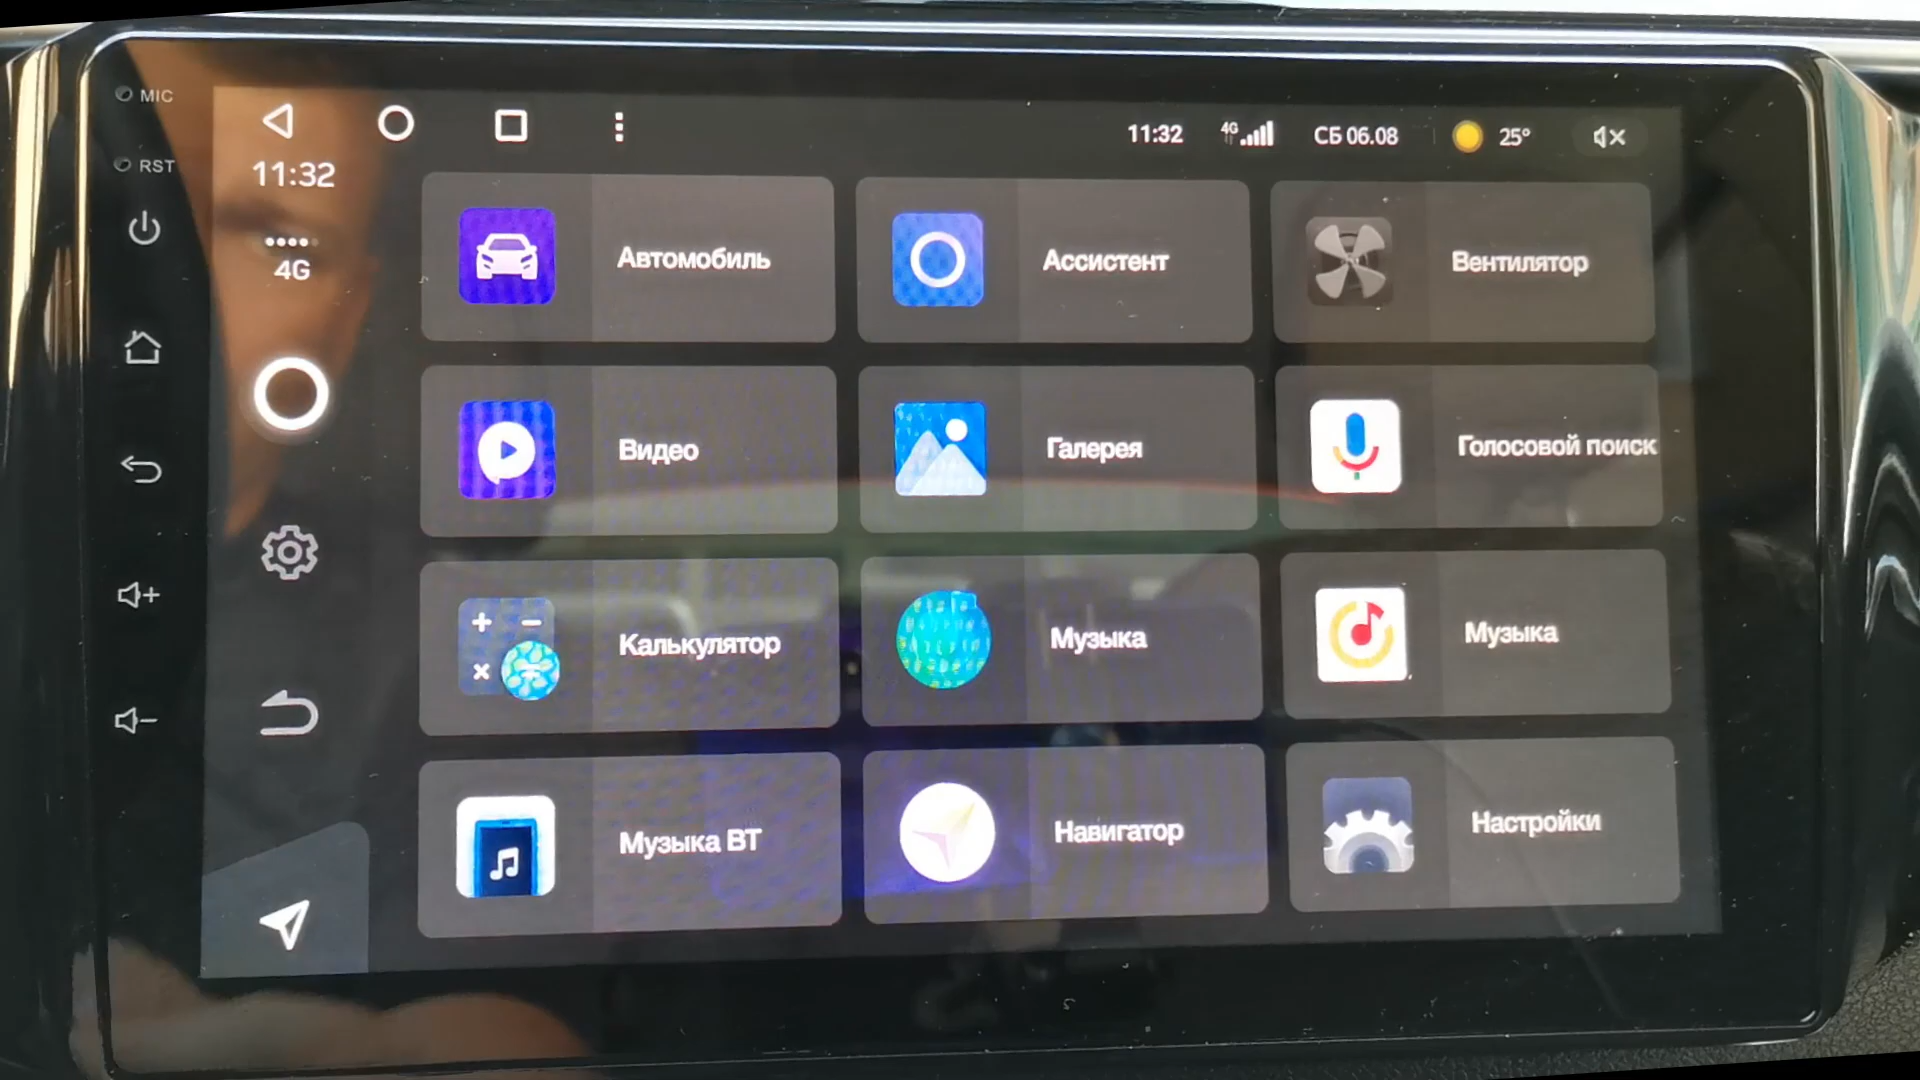 MIC
RST
11:32
4G
11:32
4G
СБ 06.08
25°
Автомобиль
Ассистент
Вентилятор
Видео
Галерея
Голосовой поиск
Калькулятор
Музыка
Музыка
Музыка BT
Навигатор
Настройки